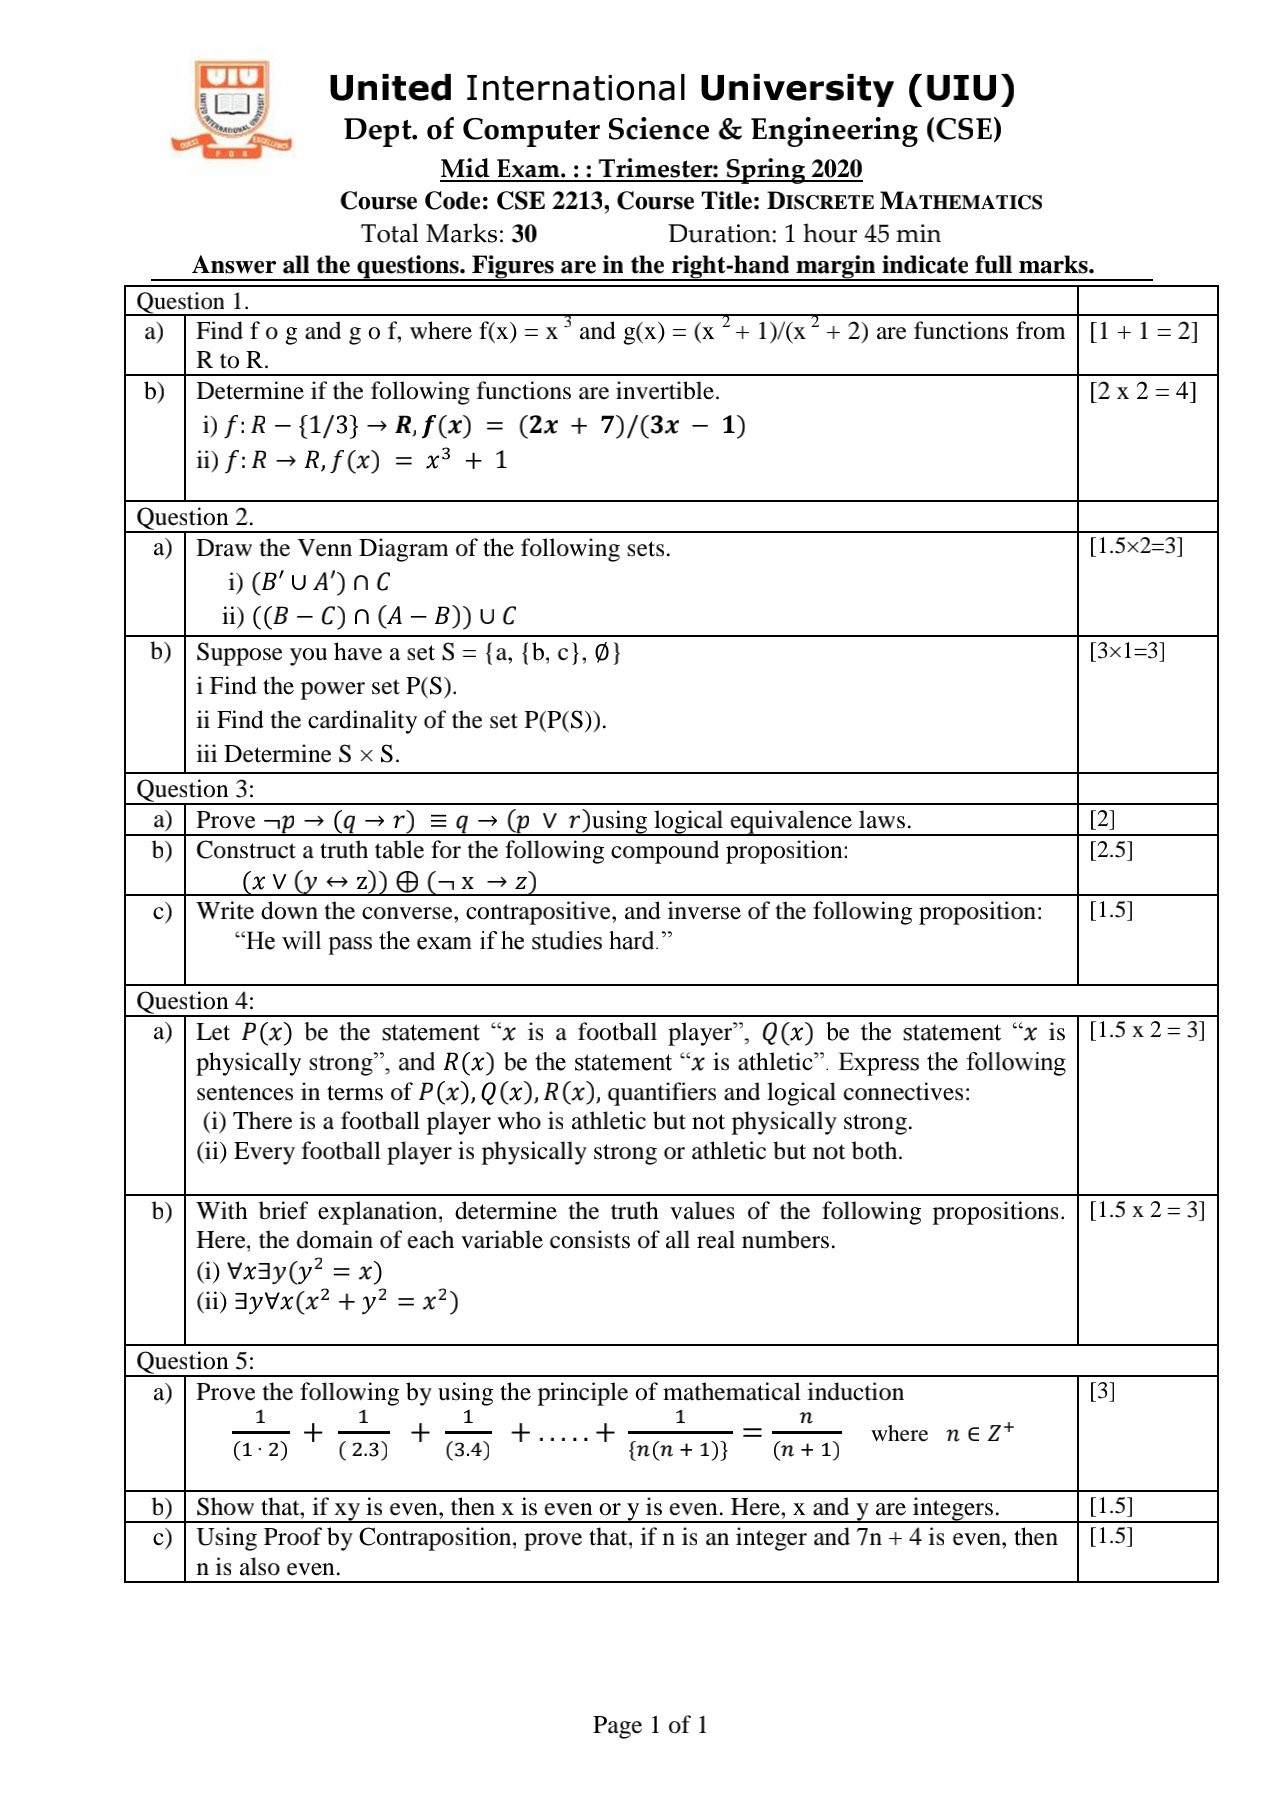 UIU
UNITED INTERNATIONAL UNIVERSITY
QUEST FOR EXCELLENCE
United International University (UIU)
Dept. of Computer Science & Engineering (CSE)
Mid Exam. : : Trimester: Spring 2020
Course Code: CSE 2213, Course Title: DISCRETE MATHEMATICS
Total Marks: 30 Duration: 1 hour 45 min
Answer all the questions. Figures are in the right-hand margin indicate full marks.
Question 1.
a) Find f o g and g o f, where f(x) = x ³ and g(x) = (x ² + 1)/(x ² + 2) are functions from [1 + 1 = 2]
R to R.
b) Determine if the following functions are invertible. [2 x 2 = 4]
i) f: R − {1/3} → R, f(x) = (2x + 7)/(3x − 1)
ii) f: R → R, f(x) = x³ + 1
Question 2.
a) Draw the Venn Diagram of the following sets. [1.5×2=3]
i) (B′ ∪ A′) ∩ C
ii) ((B − C) ∩ (A − B)) ∪ C
b) Suppose you have a set S = {a, {b, c}, ∅} [3×1=3]
i Find the power set P(S).
ii Find the cardinality of the set P(P(S)).
iii Determine S × S.
Question 3:
a) Prove ¬p → (q → r) ≡ q → (p ∨ r)using logical equivalence laws. [2]
b) Construct a truth table for the following compound proposition: [2.5]
(x ∨ (y ↔ z)) ⊕ (¬ x → z)
c) Write down the converse, contrapositive, and inverse of the following proposition: [1.5]
“He will pass the exam if he studies hard.”
Question 4:
a) Let P(x) be the statement “x is a football player”, Q(x) be the statement “x is [1.5 x 2 = 3]
physically strong”, and R(x) be the statement “x is athletic”. Express the following
sentences in terms of P(x), Q(x), R(x), quantifiers and logical connectives:
(i) There is a football player who is athletic but not physically strong.
(ii) Every football player is physically strong or athletic but not both.
b) With brief explanation, determine the truth values of the following propositions. [1.5 x 2 = 3]
Here, the domain of each variable consists of all real numbers.
(i) ∀x∃y(y² = x)
(ii) ∃y∀x(x² + y² = x²)
Question 5:
a) Prove the following by using the principle of mathematical induction [3]
1/(1 · 2) + 1/( 2.3) + 1/(3.4) + . . . . . + 1/{n(n + 1)} = n/(n + 1) where n ∈ Z⁺
b) Show that, if xy is even, then x is even or y is even. Here, x and y are integers. [1.5]
c) Using Proof by Contraposition, prove that, if n is an integer and 7n + 4 is even, then [1.5]
n is also even.
Page 1 of 1